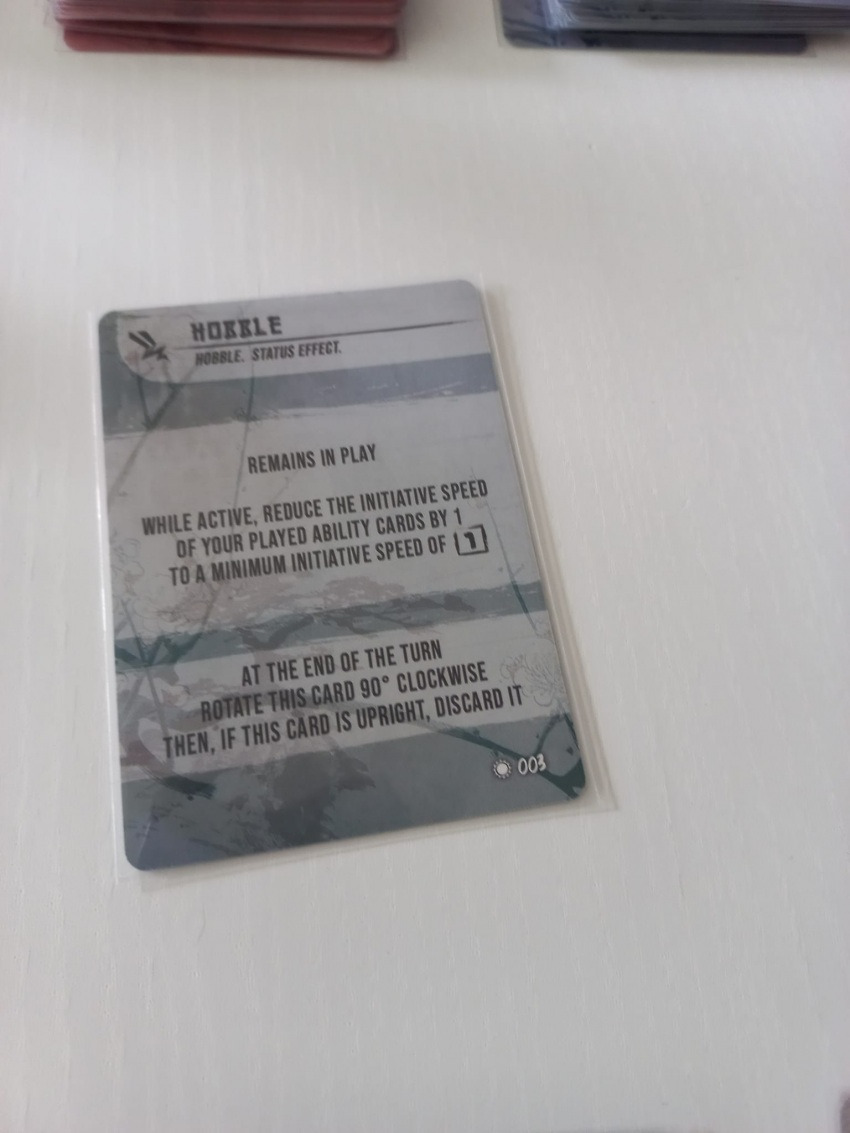 HOBBLE
HOBBLE. STATUS EFFECT.
REMAINS IN PLAY
WHILE ACTIVE, REDUCE THE INITIATIVE SPEED
OF YOUR PLAYED ABILITY CARDS BY 1
TO A MINIMUM INITIATIVE SPEED OF 1
AT THE END OF THE TURN
ROTATE THIS CARD 90° CLOCKWISE
THEN, IF THIS CARD IS UPRIGHT, DISCARD IT
003